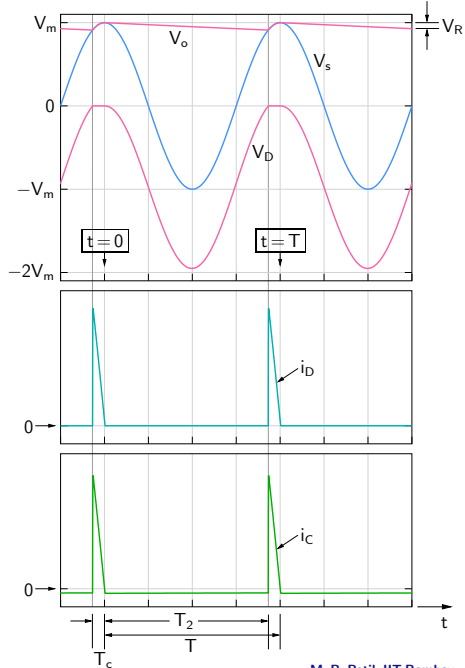 V_m
V_R
V_o
V_s
0
V_D
−V_m
t = 0
t = T
−2V_m
i_D
0
i_C
0
T_2
t
T
T_c